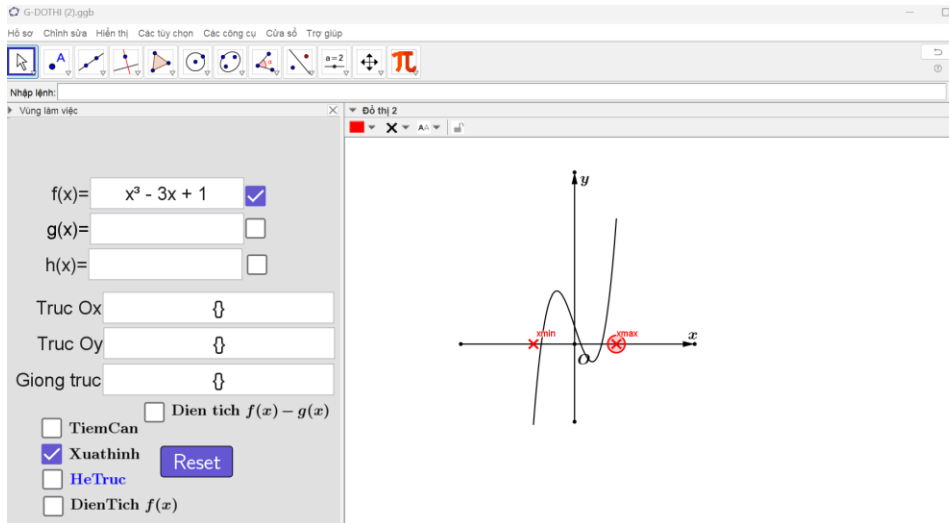 G-DOTHI (2).ggb
Hồ sơ Chỉnh sửa Hiển thị Các tùy chọn Các công cụ Cửa sổ Trợ giúp
A
a=2
Nhập lệnh:
Vùng làm việc
Đồ thị 2
AA
f(x)= x³ - 3x + 1
g(x)=
h(x)=
Truc Ox {}
Truc Oy {}
Giong truc {}
Dien tich f(x) − g(x)
TiemCan
Xuathinh
Reset
HeTruc
DienTich f(x)
y
xmin
xmax
x
O